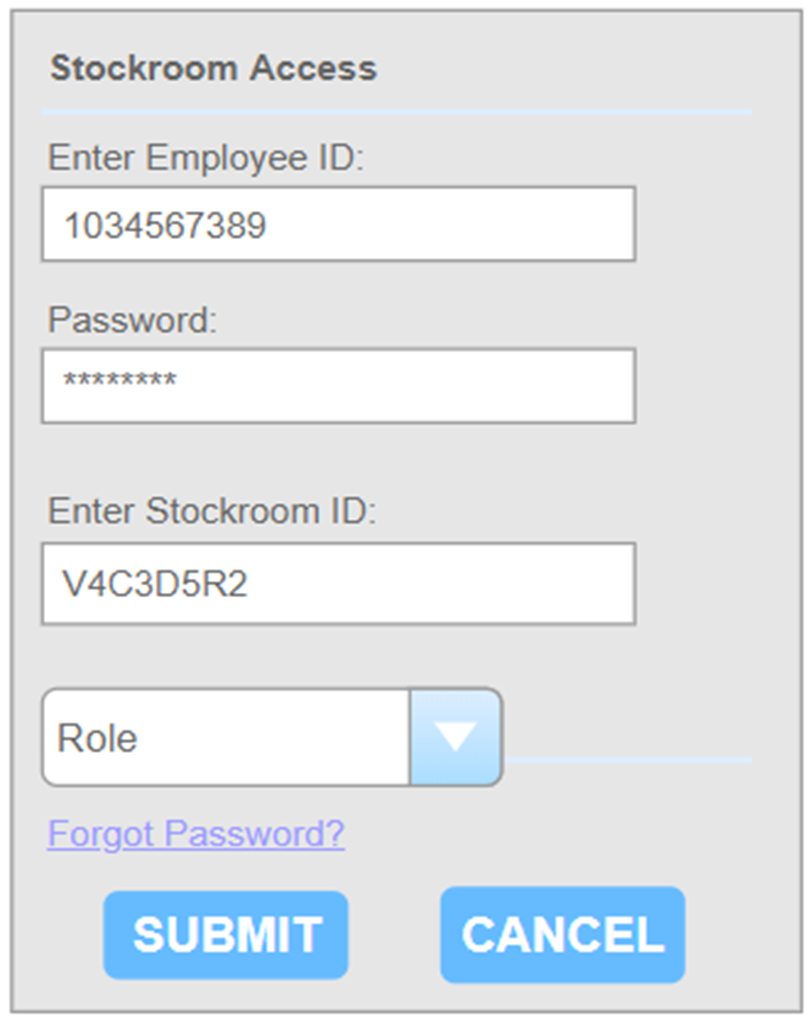 Stockroom Access
Enter Employee ID:
1034567389
Password:
********
Enter Stockroom ID:
V4C3D5R2
Role
Forgot Password?
SUBMIT CANCEL